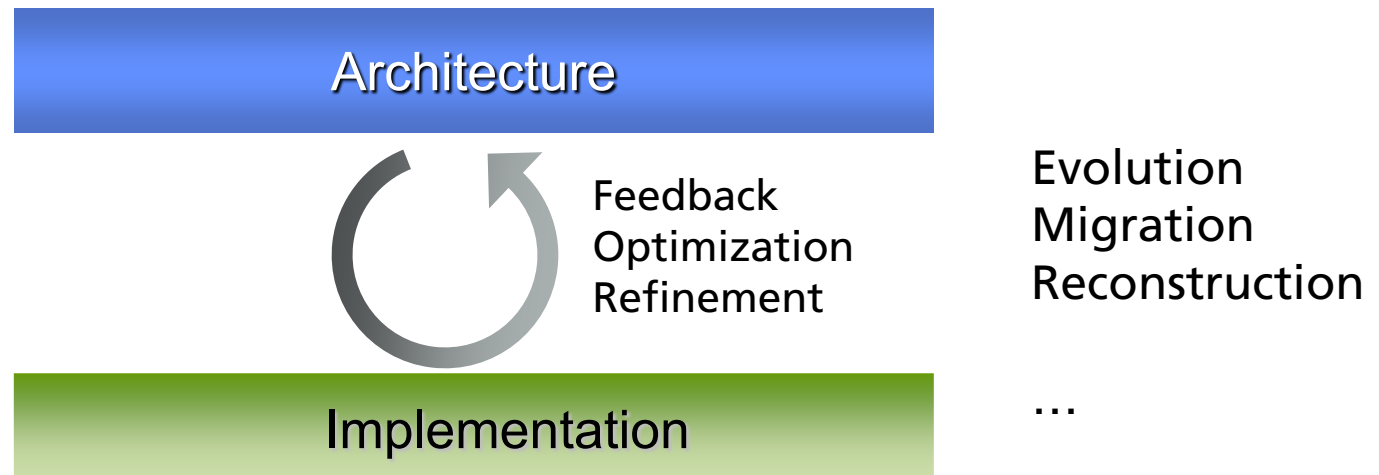 Architecture
Feedback
Optimization
Refinement
Implementation
Evolution
Migration
Reconstruction
...